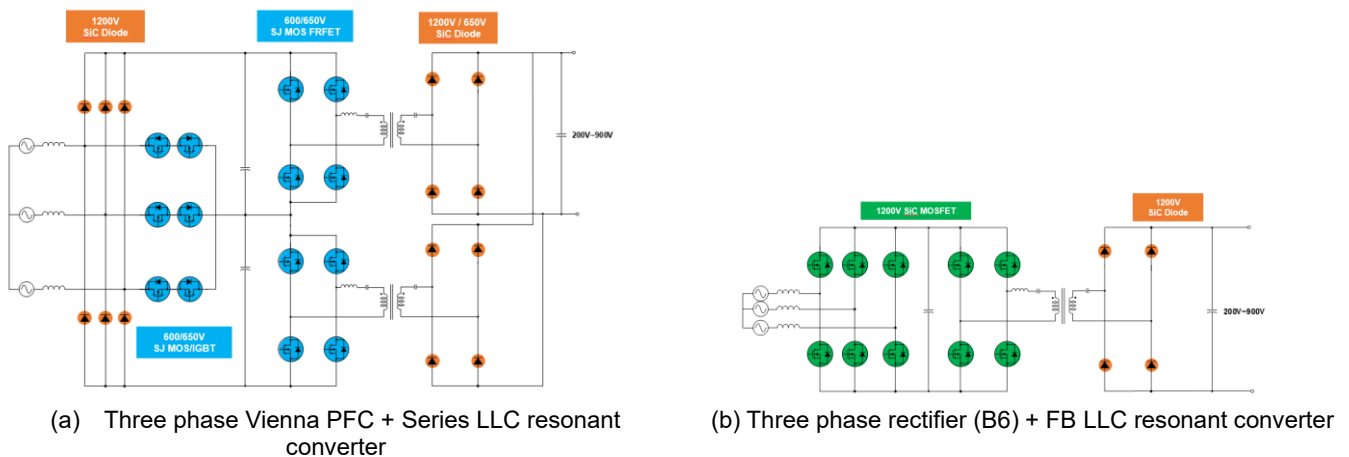 1200V
SiC Diode
600/650V
SJ MOS FRFET
1200V / 650V
SiC Diode
200V~900V
600/650V
SJ MOS/IGBT
(a) Three phase Vienna PFC + Series LLC resonant
converter
1200V SiC MOSFET
1200V
SiC Diode
200V~900V
(b) Three phase rectifier (B6) + FB LLC resonant converter